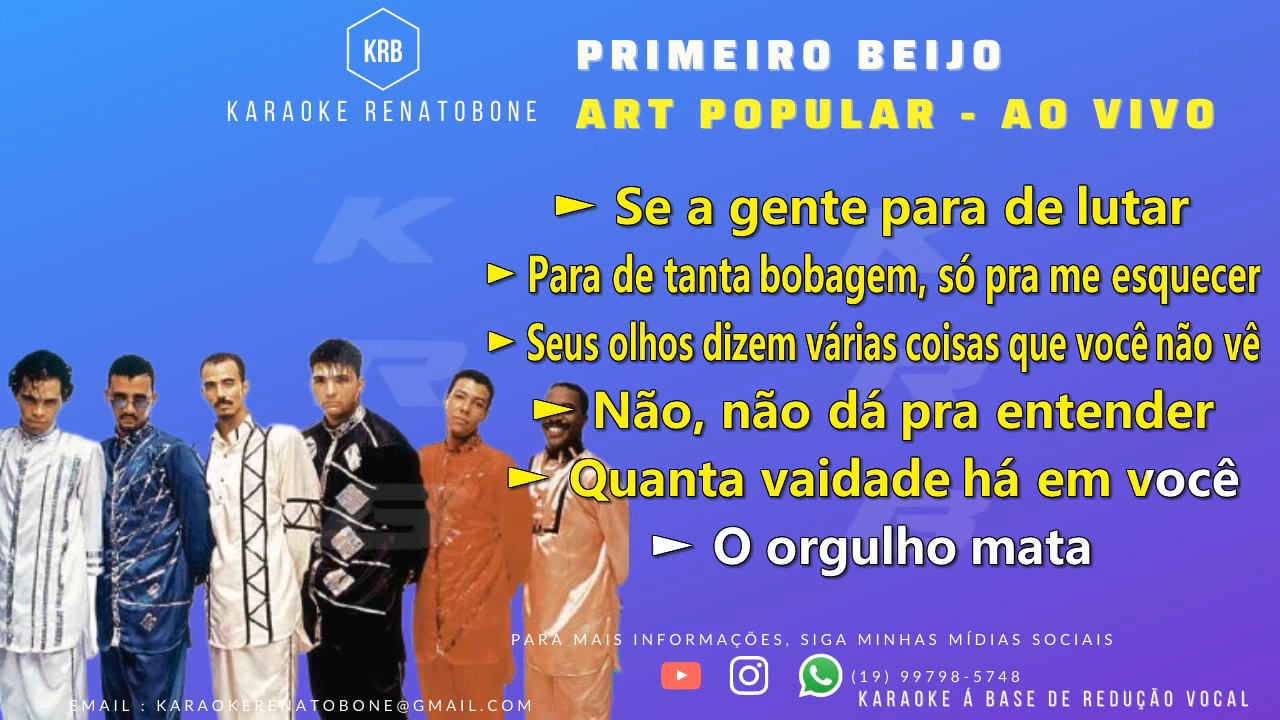 KRB
KARAOKE RENATOBONE
PRIMEIRO BEIJO
ART POPULAR - AO VIVO
► Se a gente para de lutar
► Para de tanta bobagem, só pra me esquecer
► Seus olhos dizem várias coisas que você não vê
► Não, não dá pra entender
► Quanta vaidade há em você
► O orgulho mata
K
R
B
K
R
B
PARA MAIS INFORMAÇÕES, SIGA MINHAS MÍDIAS SOCIAIS
(19) 99798-5748
KARAOKE Á BASE DE REDUÇÃO VOCAL
EMAIL : KARAOKERENATOBONE@GMAIL.COM